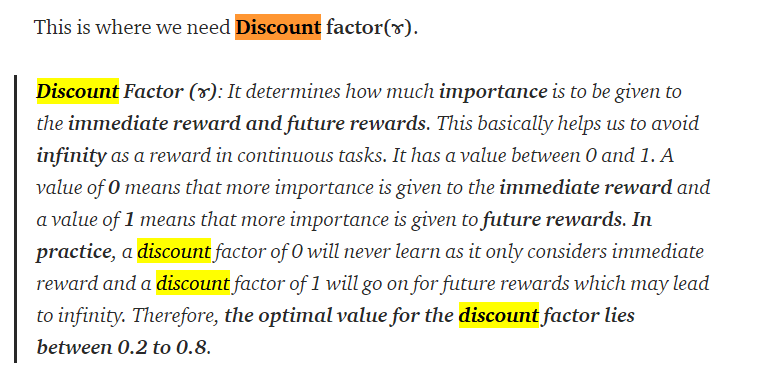 This is where we need Discount factor(ɤ).
Discount Factor (ɤ): It determines how much importance is to be given to
the immediate reward and future rewards. This basically helps us to avoid
infinity as a reward in continuous tasks. It has a value between 0 and 1. A
value of 0 means that more importance is given to the immediate reward and
a value of 1 means that more importance is given to future rewards. In
practice, a discount factor of 0 will never learn as it only considers immediate
reward and a discount factor of 1 will go on for future rewards which may lead
to infinity. Therefore, the optimal value for the discount factor lies
between 0.2 to 0.8.